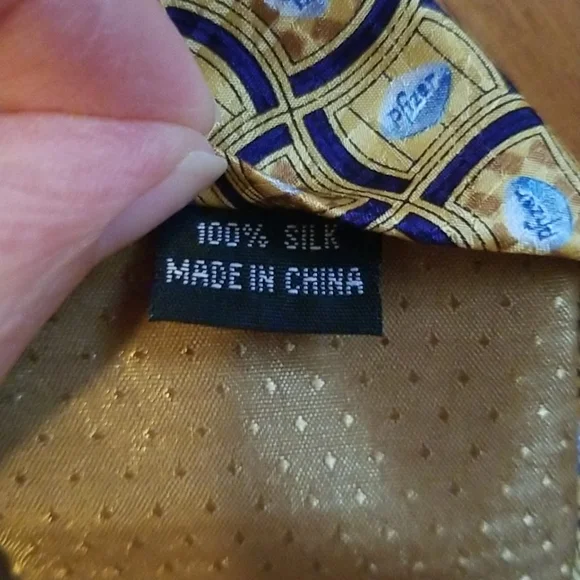 pfizer
pfizer
100% SILK
MADE IN CHINA